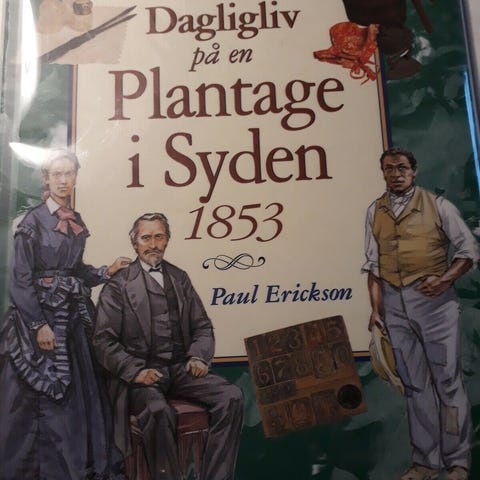 Dagligliv
på en
Plantage
i Syden
1853
Paul Erickson